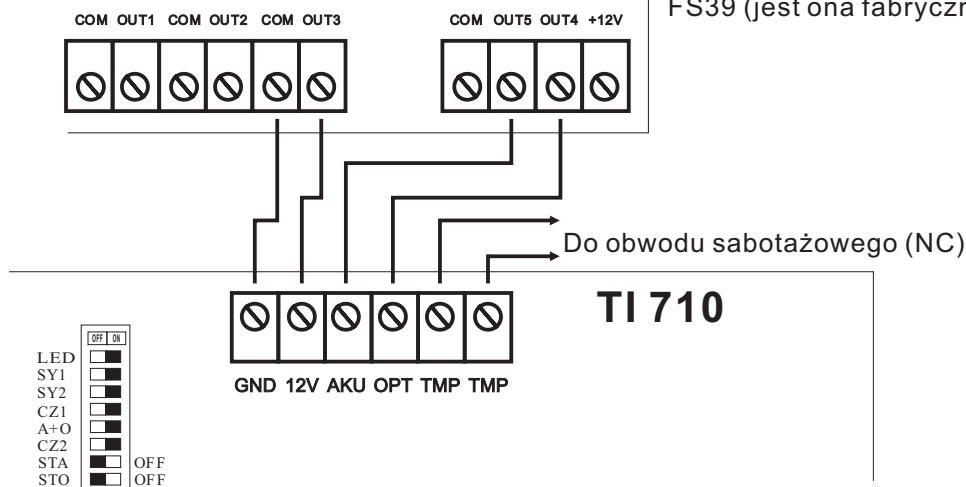 FS39 (jest ona fabryczn
COM OUT1 COM OUT2 COM OUT3
COM OUT5 OUT4 +12V
Do obwodu sabotażowego (NC)
TI 710
GND 12V AKU OPT TMP TMP
OFF ON
LED
SY1
SY2
CZ1
A+O
CZ2
STA OFF
STO OFF